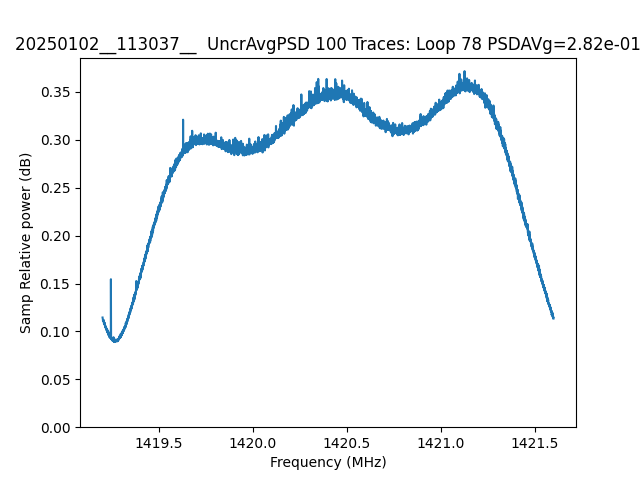 20250102__113037__ UncrAvgPSD 100 Traces: Loop 78 PSDAVg=2.82e-01
0.35
0.30
0.25
0.20
0.15
0.10
0.05
0.00
Samp Relative power (dB)
1419.5 1420.0 1420.5 1421.0 1421.5
Frequency (MHz)